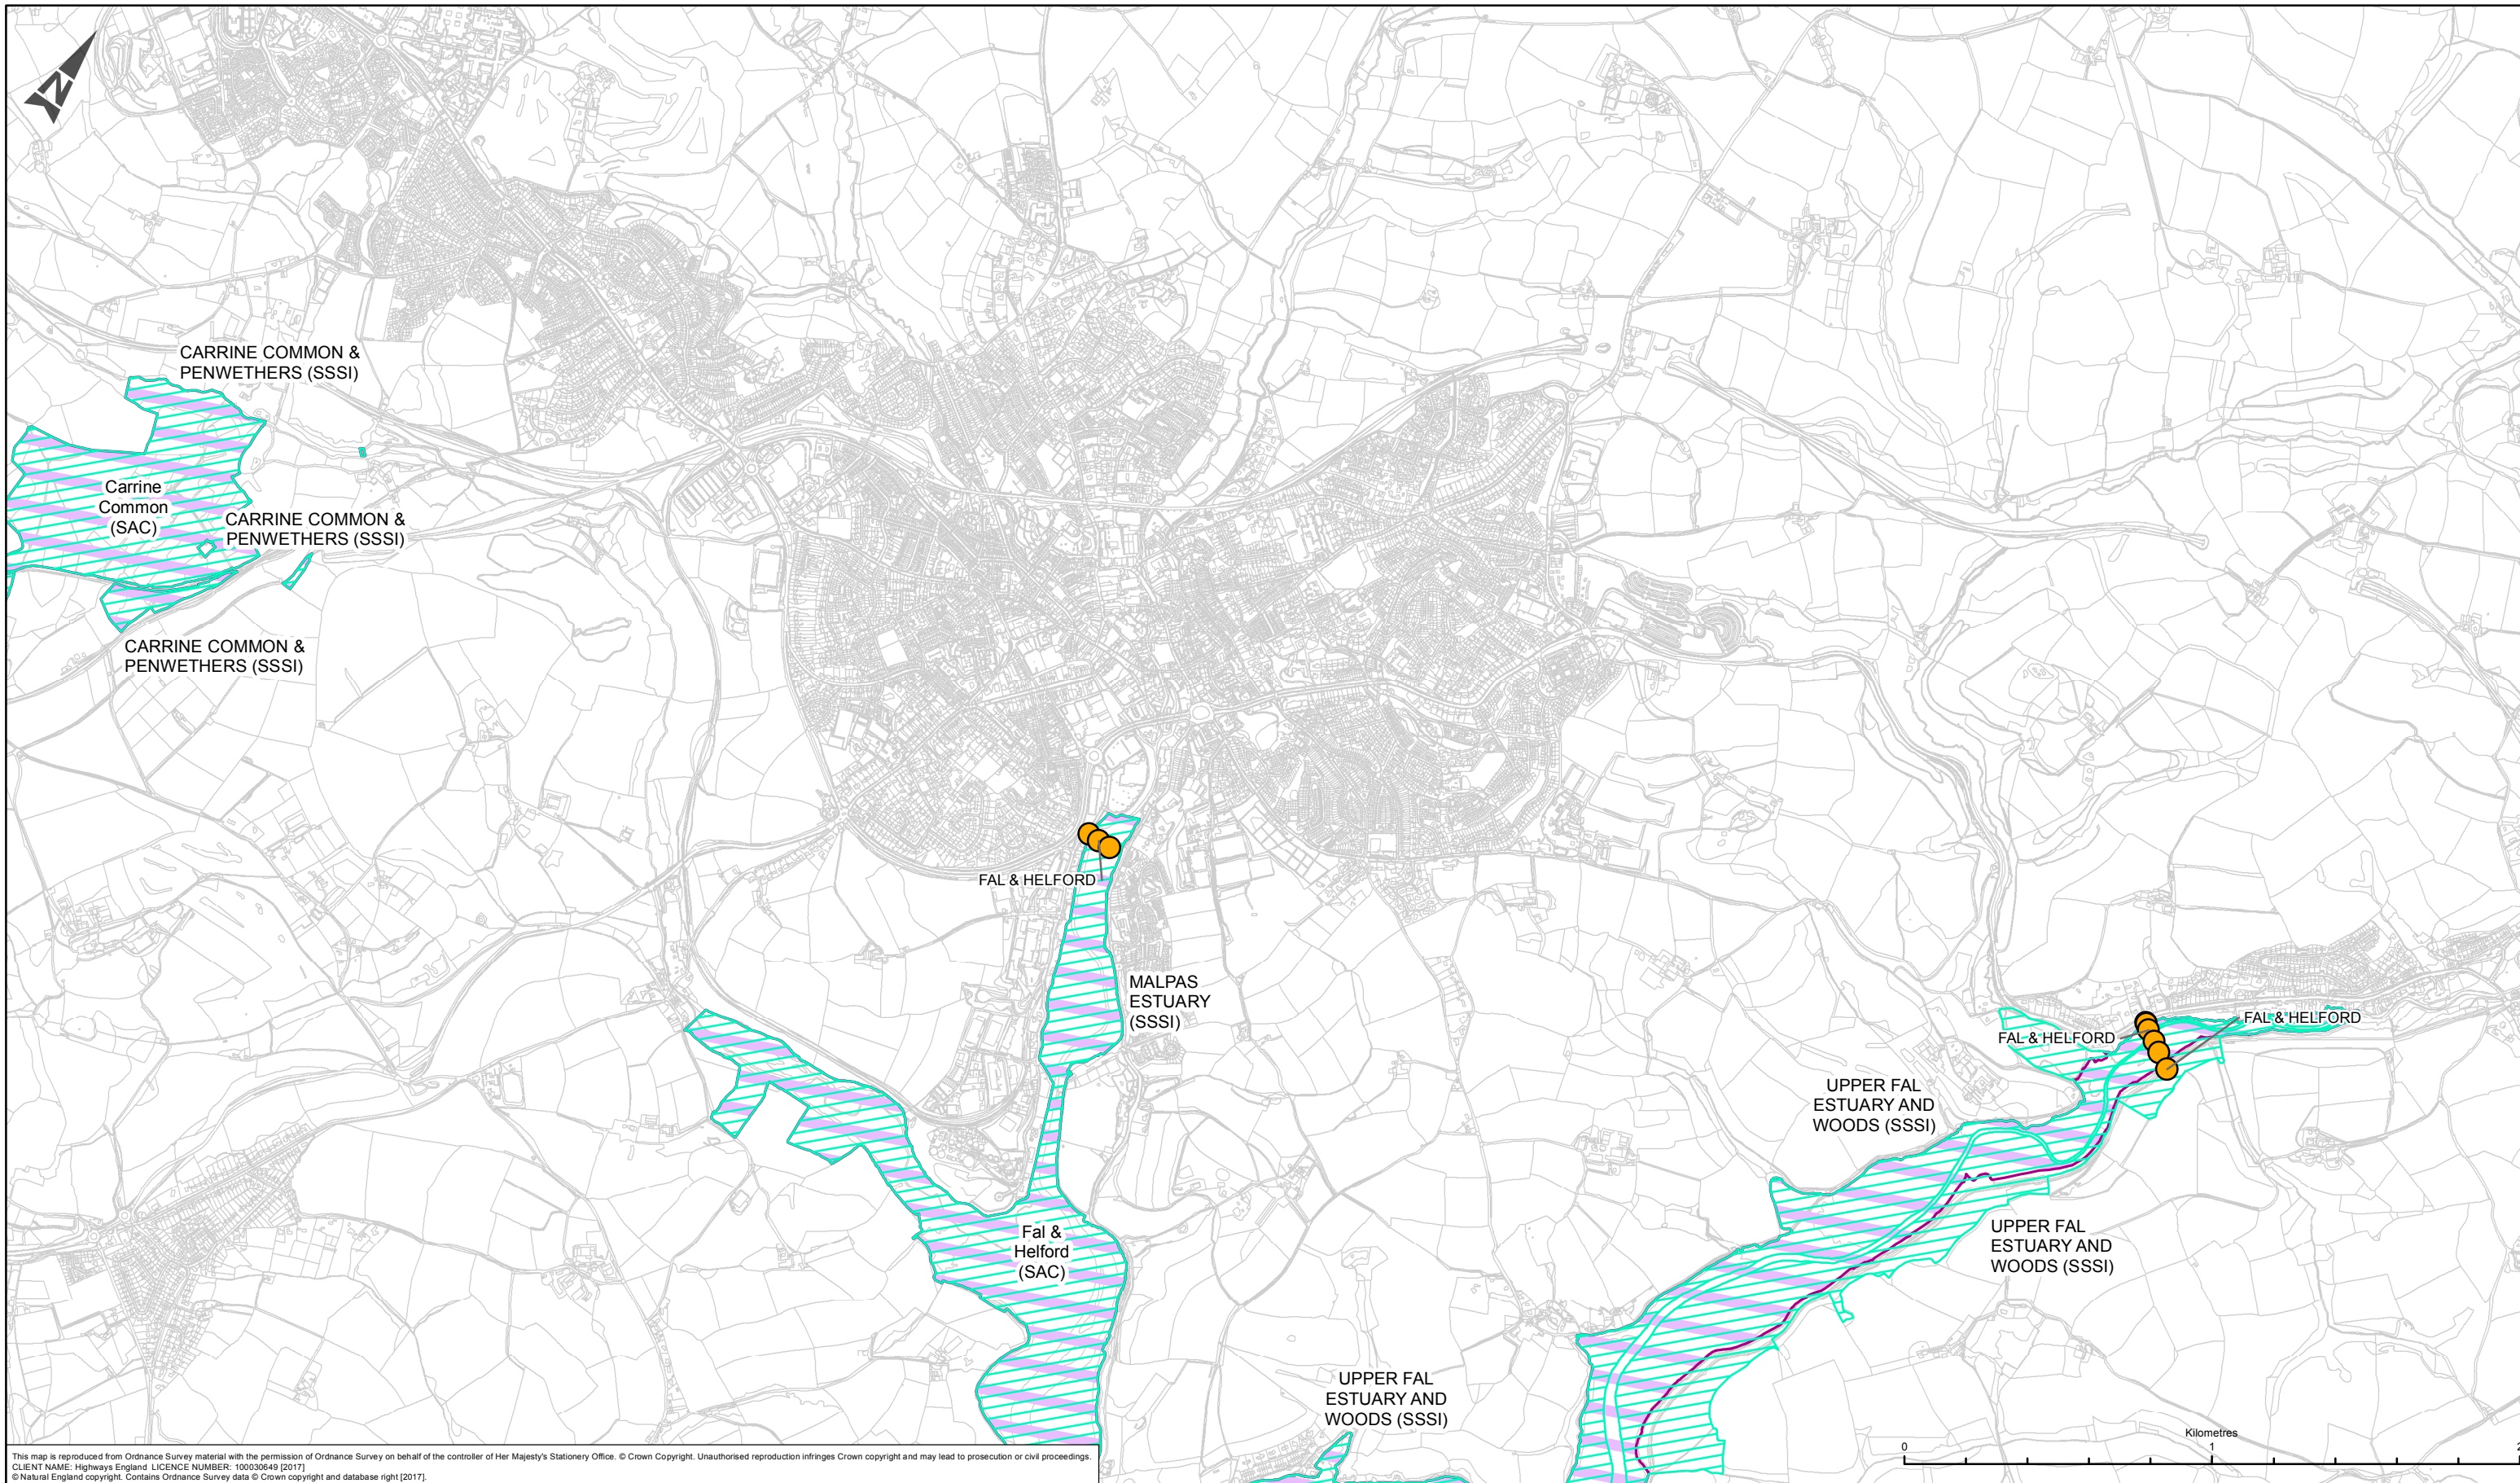 N
CARRINE COMMON &
PENWETHERS (SSSI)
Carrine
Common
(SAC)
CARRINE COMMON &
PENWETHERS (SSSI)
CARRINE COMMON &
PENWETHERS (SSSI)
FAL & HELFORD
MALPAS
ESTUARY
(SSSI)
FAL & HELFORD
FAL & HELFORD
UPPER FAL
ESTUARY AND
WOODS (SSSI)
UPPER FAL
ESTUARY AND
WOODS (SSSI)
Fal &
Helford
(SAC)
UPPER FAL
ESTUARY AND
WOODS (SSSI)
Kilometres
0 1 2
This map is reproduced from Ordnance Survey material with the permission of Ordnance Survey on behalf of the controller of Her Majesty's Stationery Office. © Crown Copyright. Unauthorised reproduction infringes Crown copyright and may lead to prosecution or civil proceedings.
CLIENT NAME: Highways England LICENCE NUMBER: 100030649 [2017]
© Natural England copyright. Contains Ordnance Survey data © Crown copyright and database right [2017].